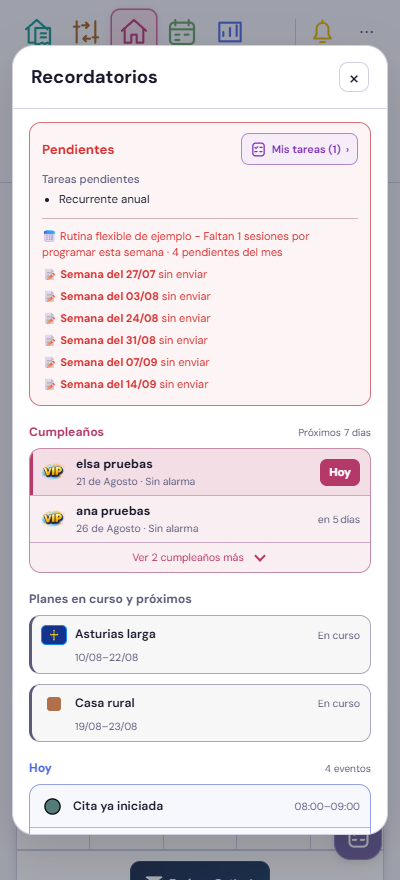 ...
Recordatorios
×
Pendientes
Mis tareas (1) ›
Tareas pendientes
• Recurrente anual
Rutina flexible de ejemplo - Faltan 1 sesiones por
programar esta semana · 4 pendientes del mes
Semana del 27/07 sin enviar
Semana del 03/08 sin enviar
Semana del 24/08 sin enviar
Semana del 31/08 sin enviar
Semana del 07/09 sin enviar
Semana del 14/09 sin enviar
Cumpleaños
Próximos 7 días
VIP
elsa pruebas
21 de Agosto · Sin alarma
Hoy
VIP
ana pruebas
26 de Agosto · Sin alarma
en 5 días
Ver 2 cumpleaños más
Planes en curso y próximos
Asturias larga
En curso
10/08–22/08
Casa rural
En curso
19/08–23/08
Hoy
4 eventos
Cita ya iniciada
08:00–09:00